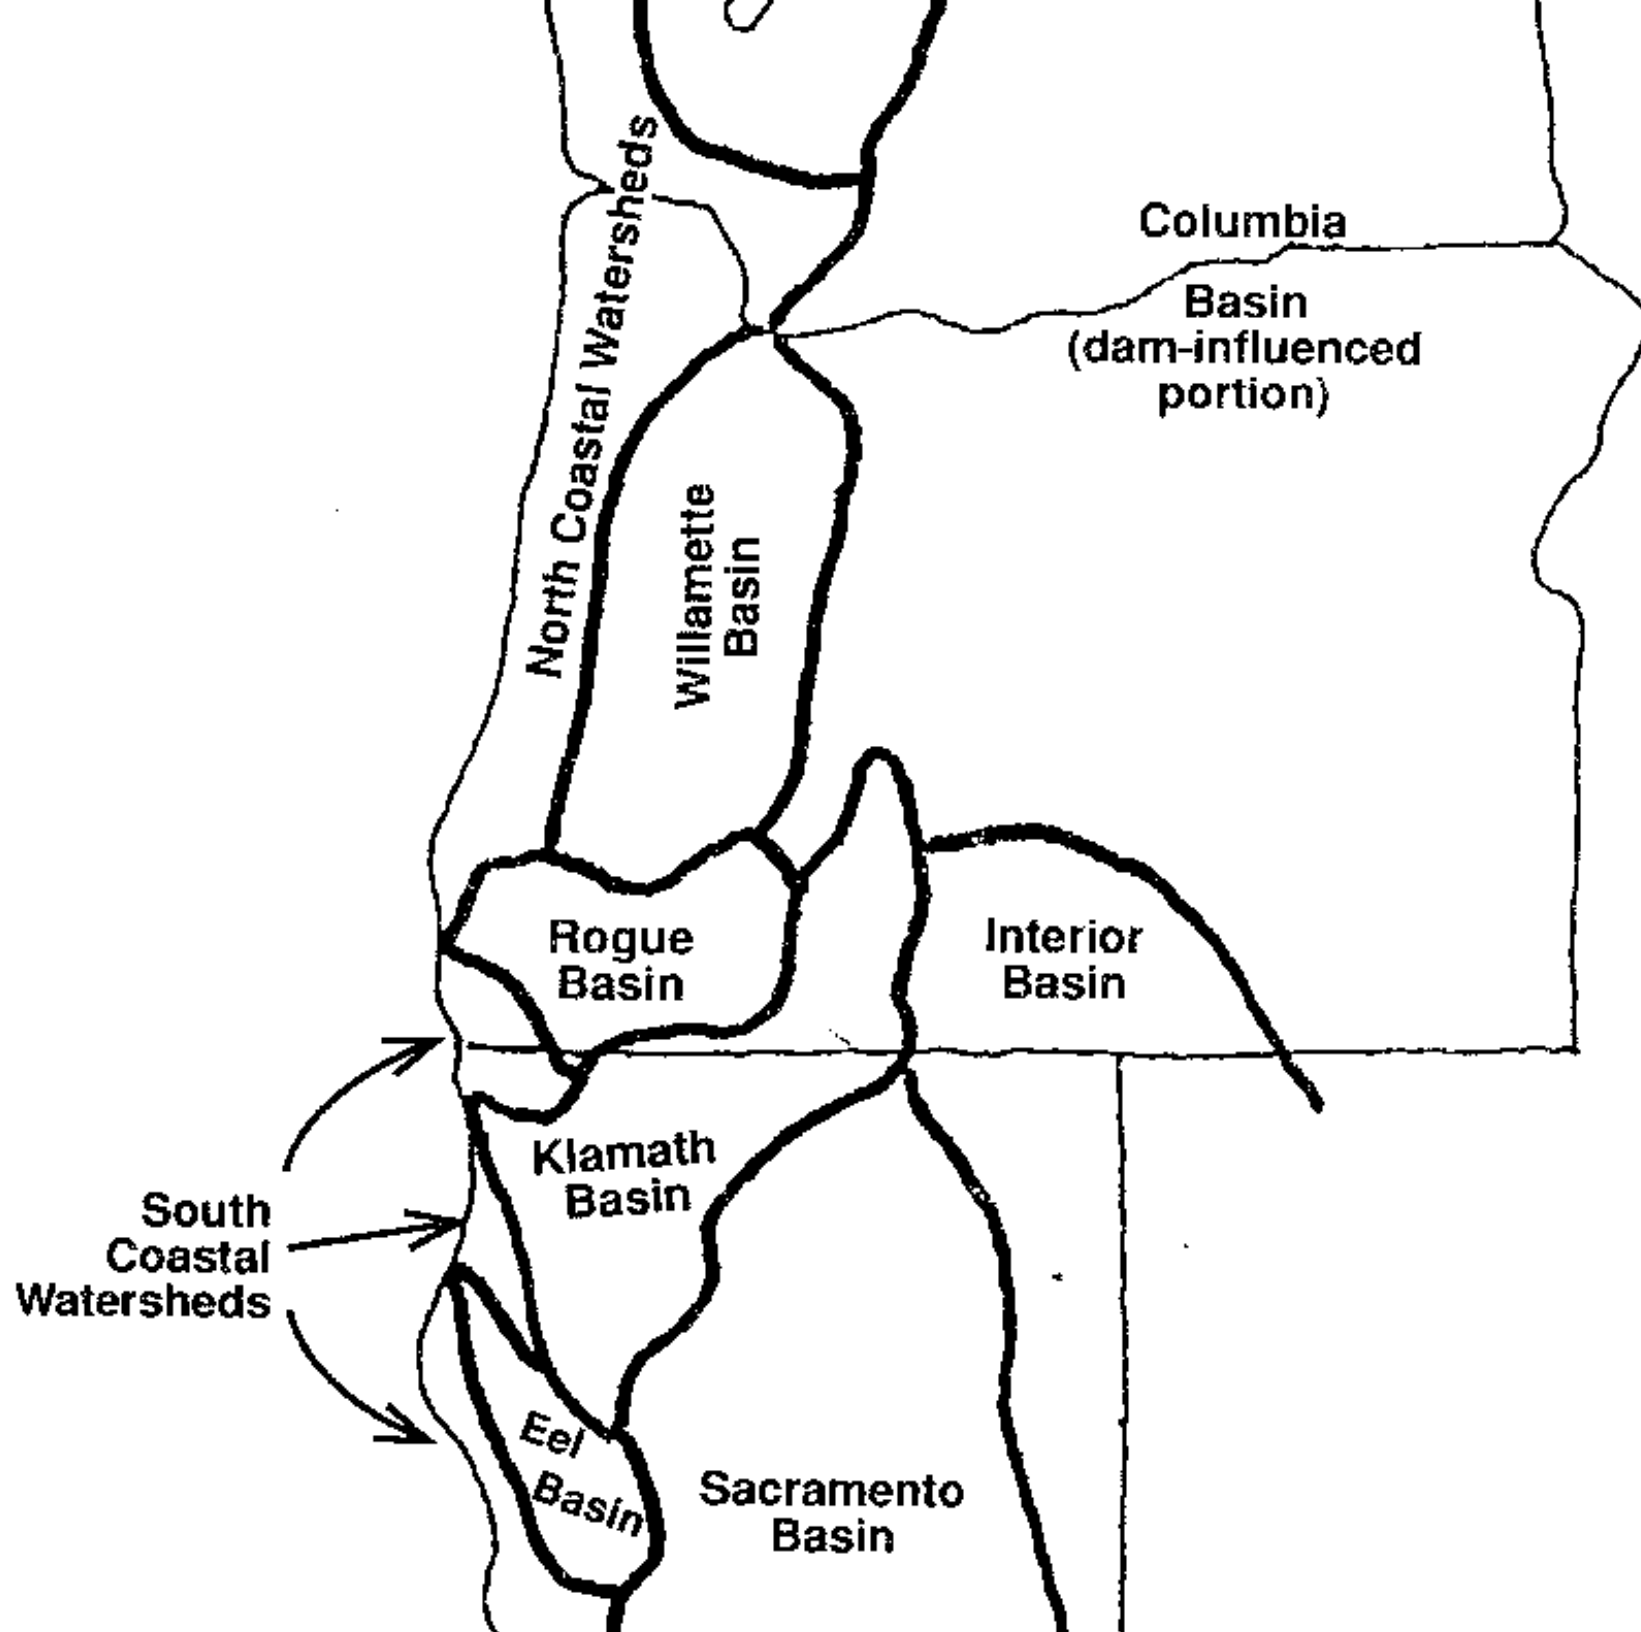 North Coastal Watersheds
Columbia
Basin
(dam-influenced
portion)
Willamette
Basin
Rogue
Basin
Interior
Basin
Klamath
Basin
South
Coastal
Watersheds
Eel
Basin
Sacramento
Basin